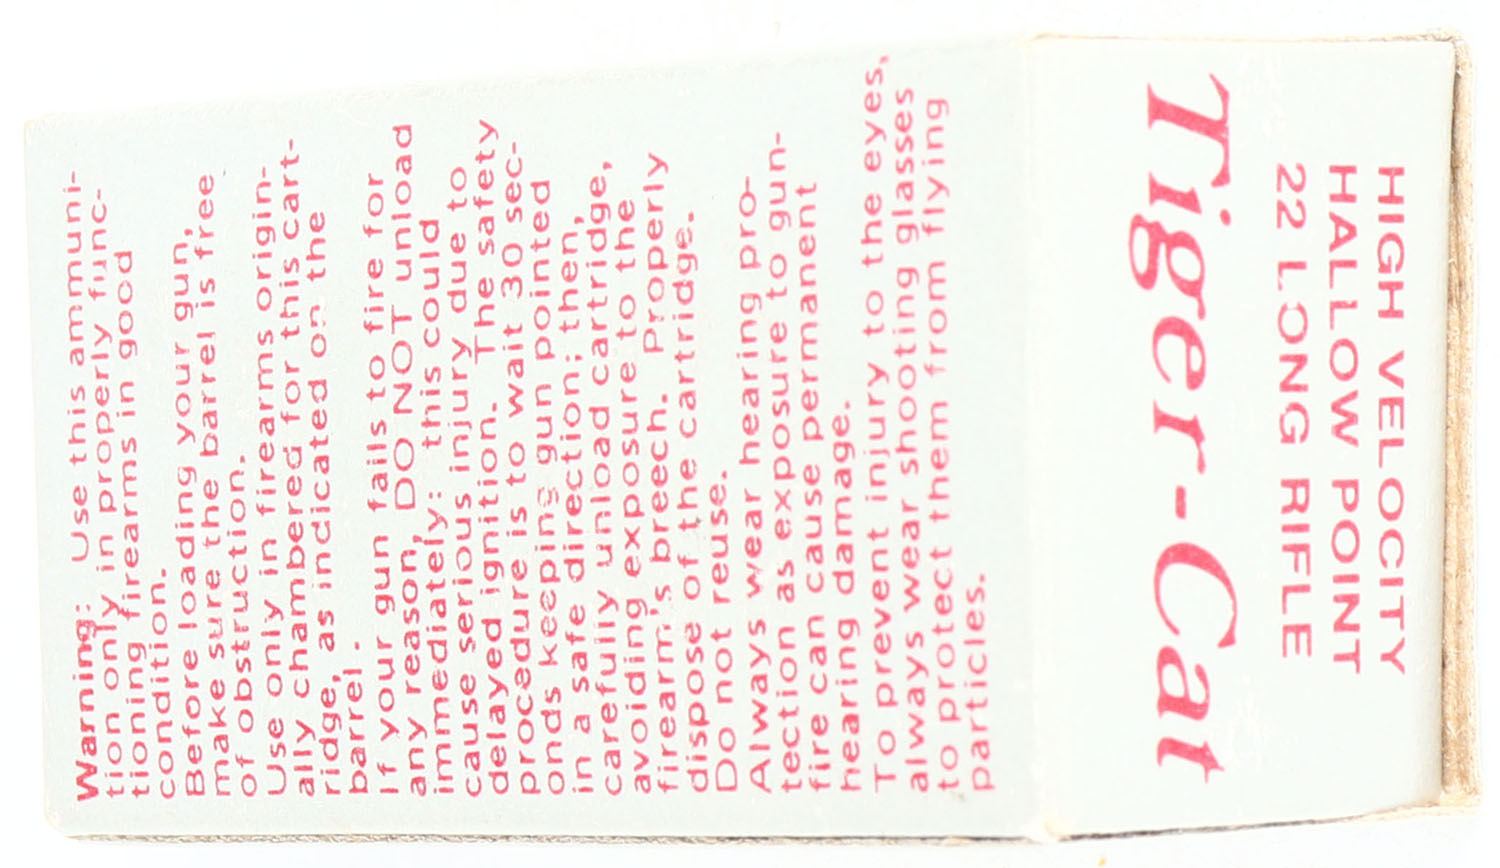 Warning: Use this ammuni-
tion only in properly func-
tioning firearms in good
condition.
Before loading your gun,
make sure the barrel is free
of obstruction.
Use only in firearms origin-
ally chambered for this cart-
ridge, as indicated on the
barrel.
If your gun fails to fire for
any reason, DO NOT unload
immediately: this could
cause serious injury due to
delayed ignition. The safety
procedure is to wait 30 sec-
onds keeping gun pointed
in a safe direction; then,
carefully unload cartridge,
avoiding exposure to the
firearm's breech. Properly
dispose of the cartridge.
Do not reuse.
Always wear hearing pro-
tection as exposure to gun-
fire can cause permanent
hearing damage.
To prevent injury to the eyes,
always wear shooting glasses
to protect them from flying
particles.
Tiger-Cat
22 LONG RIFLE
HALLOW POINT
HIGH VELOCITY